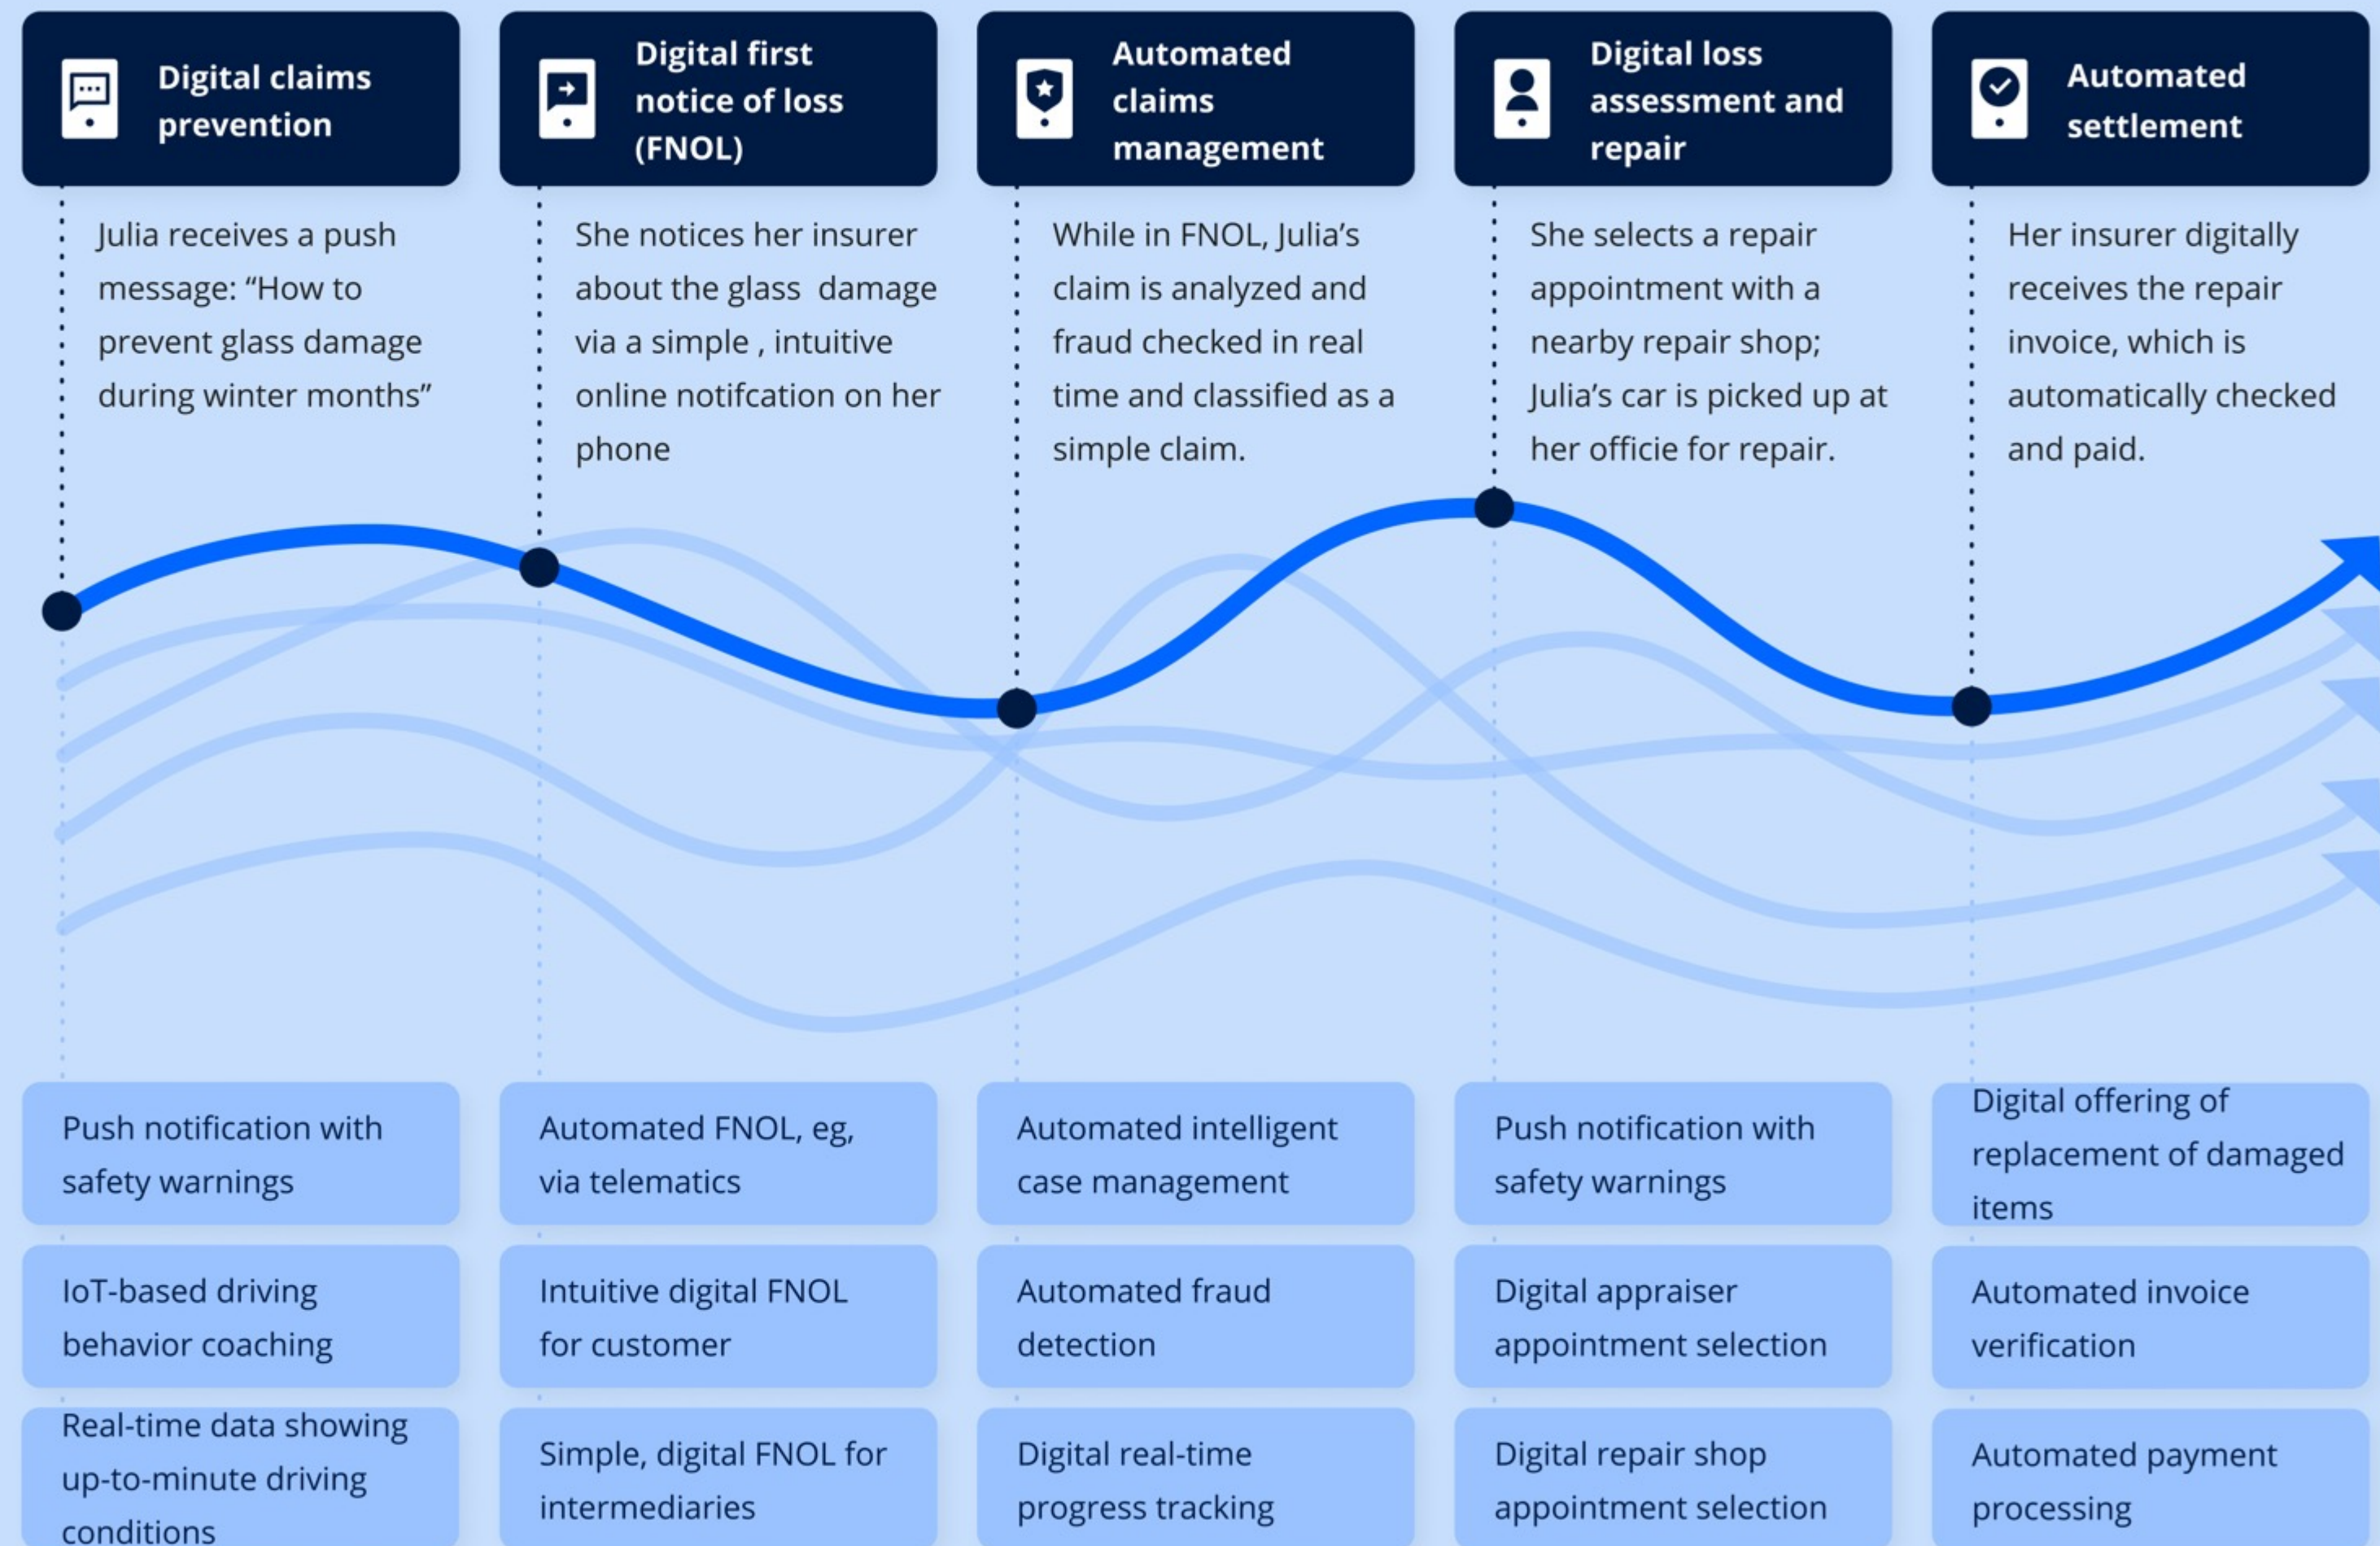 Digital claims
prevention
Digital first
notice of loss
(FNOL)
Automated
claims
management
Digital loss
assessment and
repair
Automated
settlement
Julia receives a push
message: “How to
prevent glass damage
during winter months”
She notices her insurer
about the glass  damage
via a simple , intuitive
online notifcation on her
phone
While in FNOL, Julia’s
claim is analyzed and
fraud checked in real
time and classified as a
simple claim.
She selects a repair
appointment with a
nearby repair shop;
Julia’s car is picked up at
her officie for repair.
Her insurer digitally
receives the repair
invoice, which is
automatically checked
and paid.
Push notification with
safety warnings
Automated FNOL, eg,
via telematics
Automated intelligent
case management
Push notification with
safety warnings
Digital offering of
replacement of damaged
items
IoT-based driving
behavior coaching
Intuitive digital FNOL
for customer
Automated fraud
detection
Digital appraiser
appointment selection
Automated invoice
verification
Real-time data showing
up-to-minute driving
conditions
Simple, digital FNOL for
intermediaries
Digital real-time
progress tracking
Digital repair shop
appointment selection
Automated payment
processing